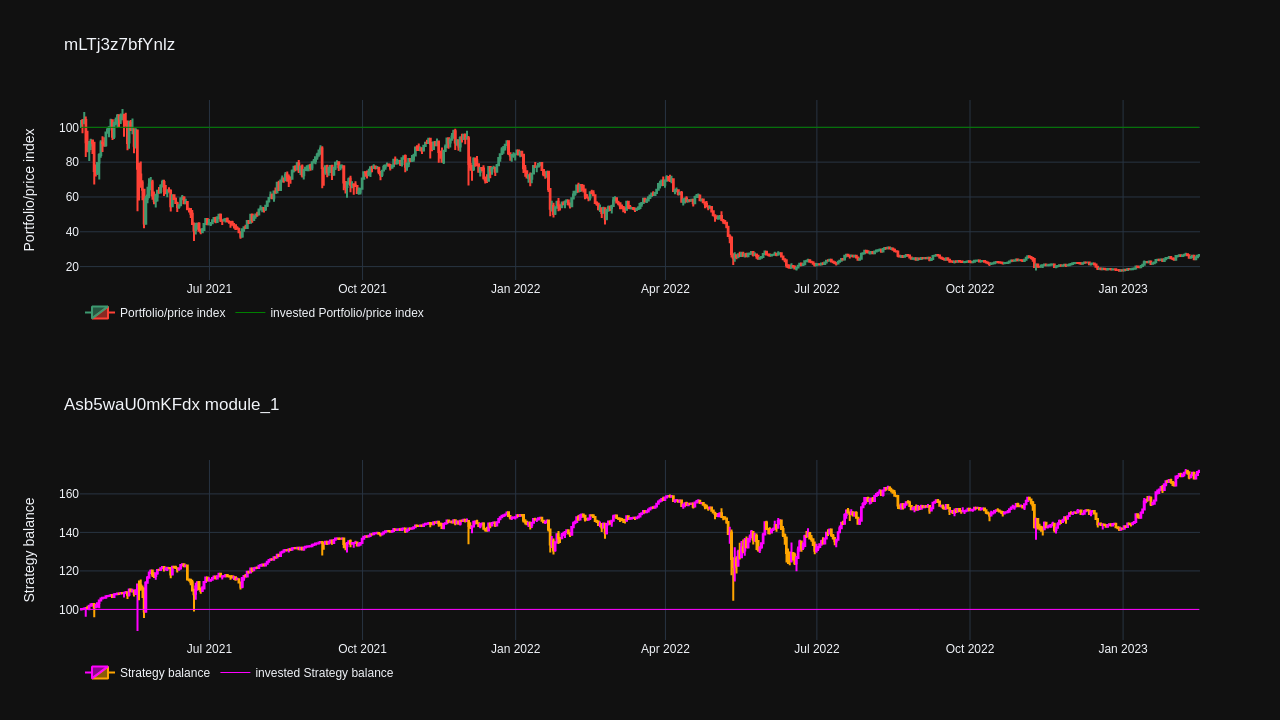 mLTj3z7bfYnlz
Portfolio/price index
100
80
60
40
20
Jul 2021 Oct 2021 Jan 2022 Apr 2022 Jul 2022 Oct 2022 Jan 2023
Portfolio/price index invested Portfolio/price index
Asb5waU0mKFdx module_1
Strategy balance
160
140
120
100
Jul 2021 Oct 2021 Jan 2022 Apr 2022 Jul 2022 Oct 2022 Jan 2023
Strategy balance invested Strategy balance